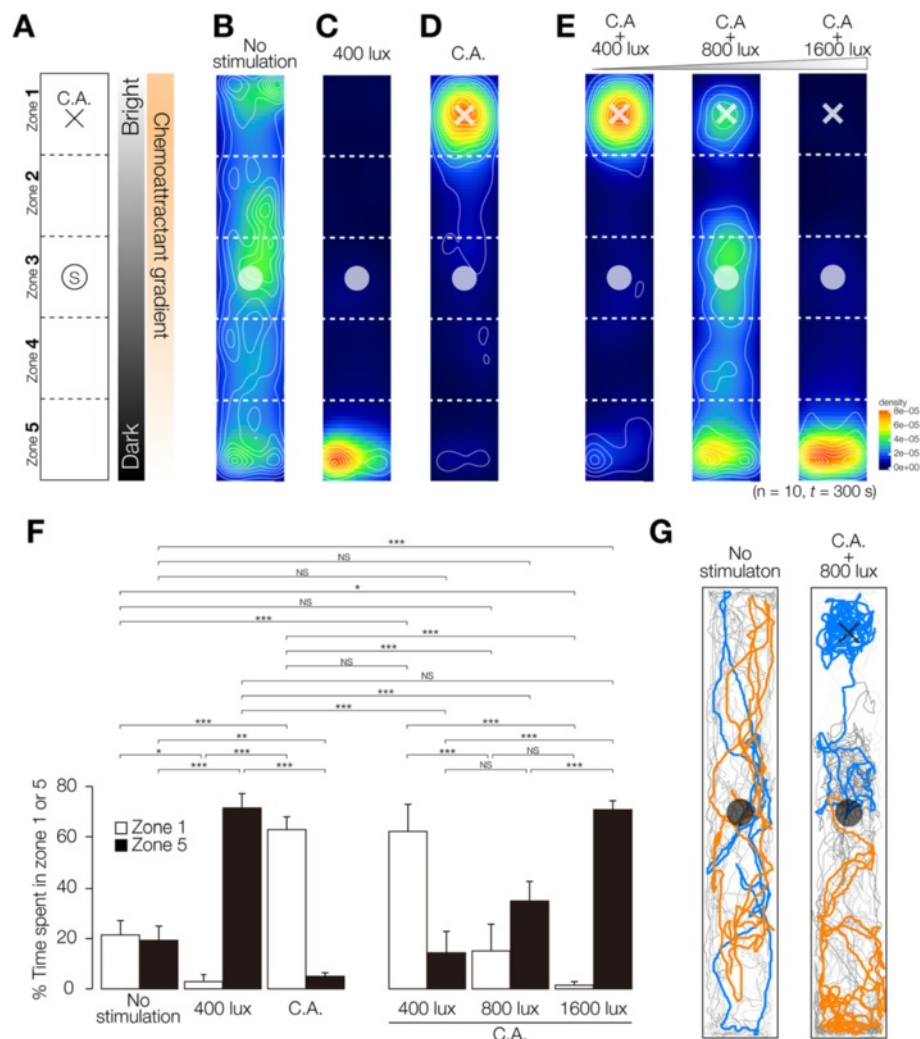 A
B
C
D
E
No
stimulation
400 lux
C.A.
C.A
+
400 lux
C.A
+
800 lux
C.A
+
1600 lux
Zone 1
Zone 2
Zone 3
Zone 4
Zone 5
C.A.
S
Bright
Dark
Chemoattractant gradient
density
8e-05
6e-05
4e-05
2e-05
0e+00
(n = 10, t = 300 s)
F
***
NS
NS
*
NS
***
***
***
NS
NS
***
***
***
***
**
***
*
***
***
NS
***
***
NS
***
80
60
40
20
0
% Time spent in zone 1 or 5
Zone 1
Zone 5
No
stimulation
400 lux
C.A.
400 lux
800 lux
1600 lux
C.A.
G
No
stimulaton
C.A.
+
800 lux